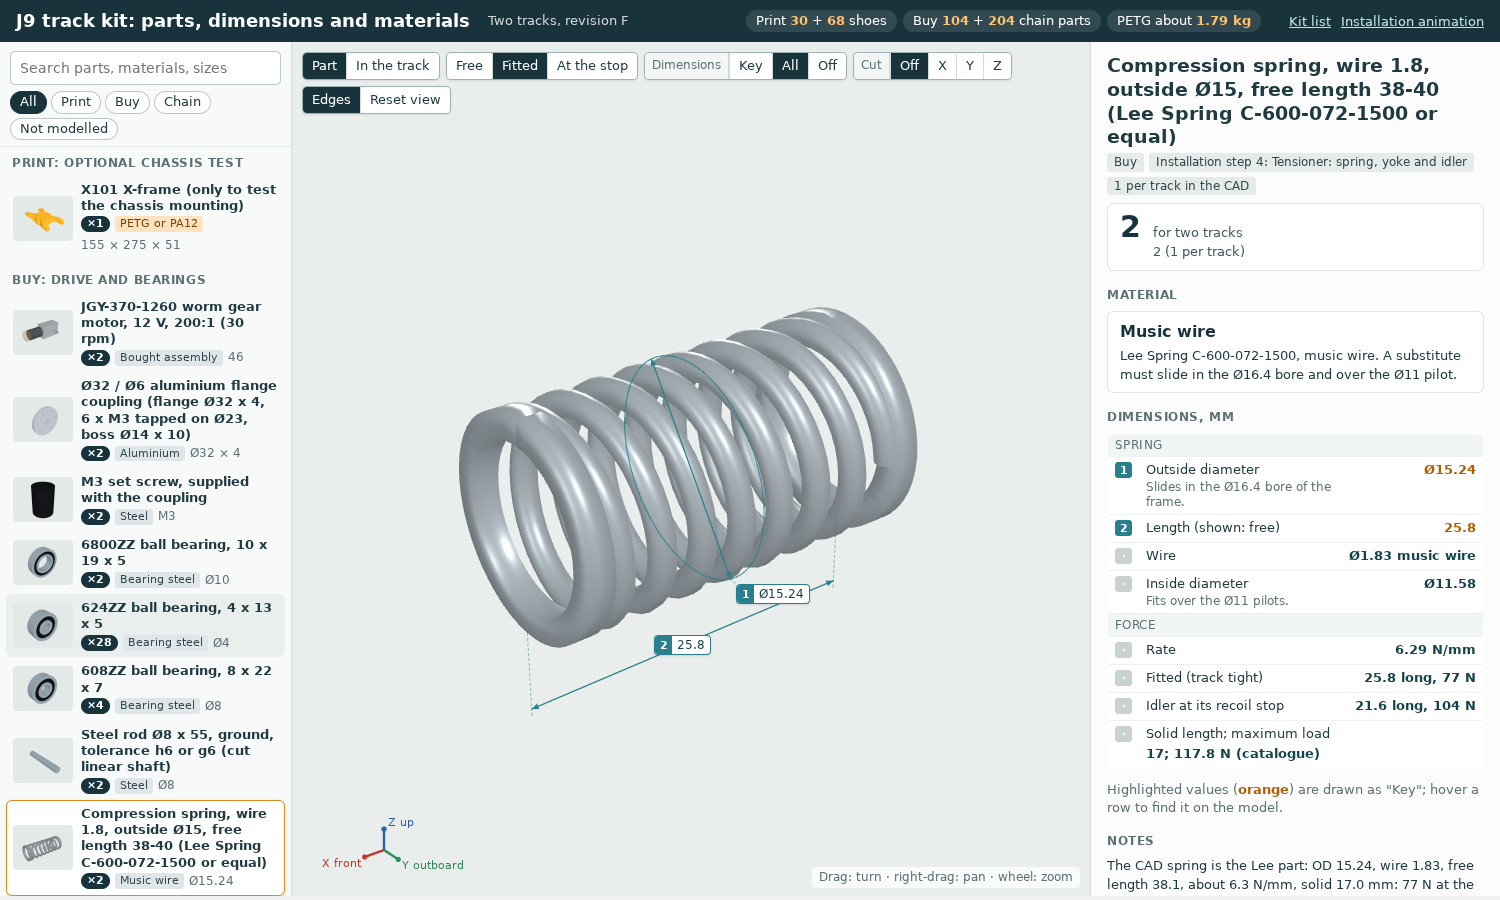 J9 track kit: parts, dimensions and materials
Two tracks, revision F
Print 30 + 68 shoes
Buy 104 + 204 chain parts
PETG about 1.79 kg
Kit list
Installation animation
Search parts, materials, sizes
All
Print
Buy
Chain
Not modelled
PRINT: OPTIONAL CHASSIS TEST
X101 X-frame (only to test
the chassis mounting)
×1 PETG or PA12
155 × 275 × 51
BUY: DRIVE AND BEARINGS
JGY-370-1260 worm gear
motor, 12 V, 200:1 (30
rpm)
×2 Bought assembly 46
Ø32 / Ø6 aluminium flange
coupling (flange Ø32 x 4,
6 x M3 tapped on Ø23,
boss Ø14 x 10)
×2 Aluminium Ø32 × 4
M3 set screw, supplied
with the coupling
×2 Steel M3
6800ZZ ball bearing, 10 x
19 x 5
×2 Bearing steel Ø10
624ZZ ball bearing, 4 x 13
x 5
×28 Bearing steel Ø4
608ZZ ball bearing, 8 x 22
x 7
×4 Bearing steel Ø8
Steel rod Ø8 x 55, ground,
tolerance h6 or g6 (cut
linear shaft)
×2 Steel Ø8
Compression spring, wire
1.8, outside Ø15, free
length 38-40 (Lee Spring
C-600-072-1500 or equal)
×2 Music wire Ø15.24
Part
In the track
Free
Fitted
At the stop
Dimensions
Key
All
Off
Cut
Off
X
Y
Z
Edges
Reset view
1 Ø15.24
2 25.8
Z up
X front
Y outboard
Drag: turn · right-drag: pan · wheel: zoom
Compression spring, wire 1.8,
outside Ø15, free length 38-40
(Lee Spring C-600-072-1500 or
equal)
Buy
Installation step 4: Tensioner: spring, yoke and idler
1 per track in the CAD
2 for two tracks
2 (1 per track)
MATERIAL
Music wire
Lee Spring C-600-072-1500, music wire. A substitute
must slide in the Ø16.4 bore and over the Ø11 pilot.
DIMENSIONS, MM
SPRING
1 Outside diameter Ø15.24
Slides in the Ø16.4 bore of the
frame.
2 Length (shown: free) 25.8
· Wire Ø1.83 music wire
· Inside diameter Ø11.58
Fits over the Ø11 pilots.
FORCE
· Rate 6.29 N/mm
· Fitted (track tight) 25.8 long, 77 N
· Idler at its recoil stop 21.6 long, 104 N
· Solid length; maximum load
17; 117.8 N (catalogue)
Highlighted values (orange) are drawn as "Key"; hover a
row to find it on the model.
NOTES
The CAD spring is the Lee part: OD 15.24, wire 1.83, free
length 38.1, about 6.3 N/mm, solid 17.0 mm: 77 N at the